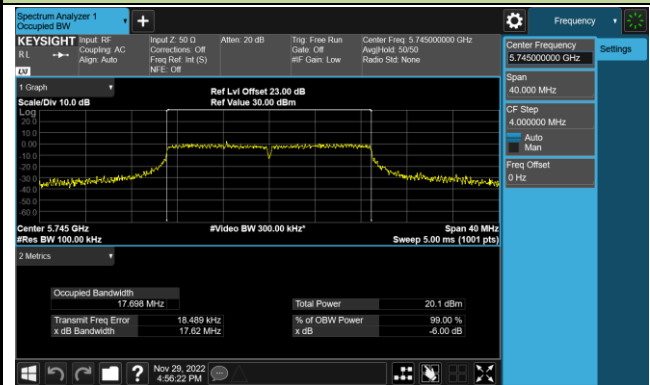 Spectrum Analyzer 1
Occupied BW
Frequency
KEYSIGHT
Input: RF
Coupling: AC
Align: Auto
Input Z: 50 Ω
Corrections: Off
Freq Ref: Int (S)
NFE: Off
Atten: 20 dB
Trig: Free Run
Gate: Off
#IF Gain: Low
Center Freq: 5.745000000 GHz
Avg|Hold: 50/50
Radio Std: None
RL
LXI
Center Frequency
5.745000000 GHz
Settings
Span
40.000 MHz
CF Step
4.000000 MHz
Auto
Man
Freq Offset
0 Hz
1 Graph
Scale/Div 10.0 dB
Ref Lvl Offset 23.00 dB
Ref Value 30.00 dBm
Log
20.0
10.0
0.00
-10.0
-20.0
-30.0
-40.0
-50.0
-60.0
Center 5.745 GHz
#Video BW 300.00 kHz*
Span 40 MHz
#Res BW 100.00 kHz
Sweep 5.00 ms (1001 pts)
2 Metrics
Occupied Bandwidth
17.698 MHz
Total Power 20.1 dBm
Transmit Freq Error 18.489 kHz
% of OBW Power 99.00 %
x dB Bandwidth 17.62 MHz
x dB -6.00 dB
?
Nov 29, 2022
4:56:22 PM